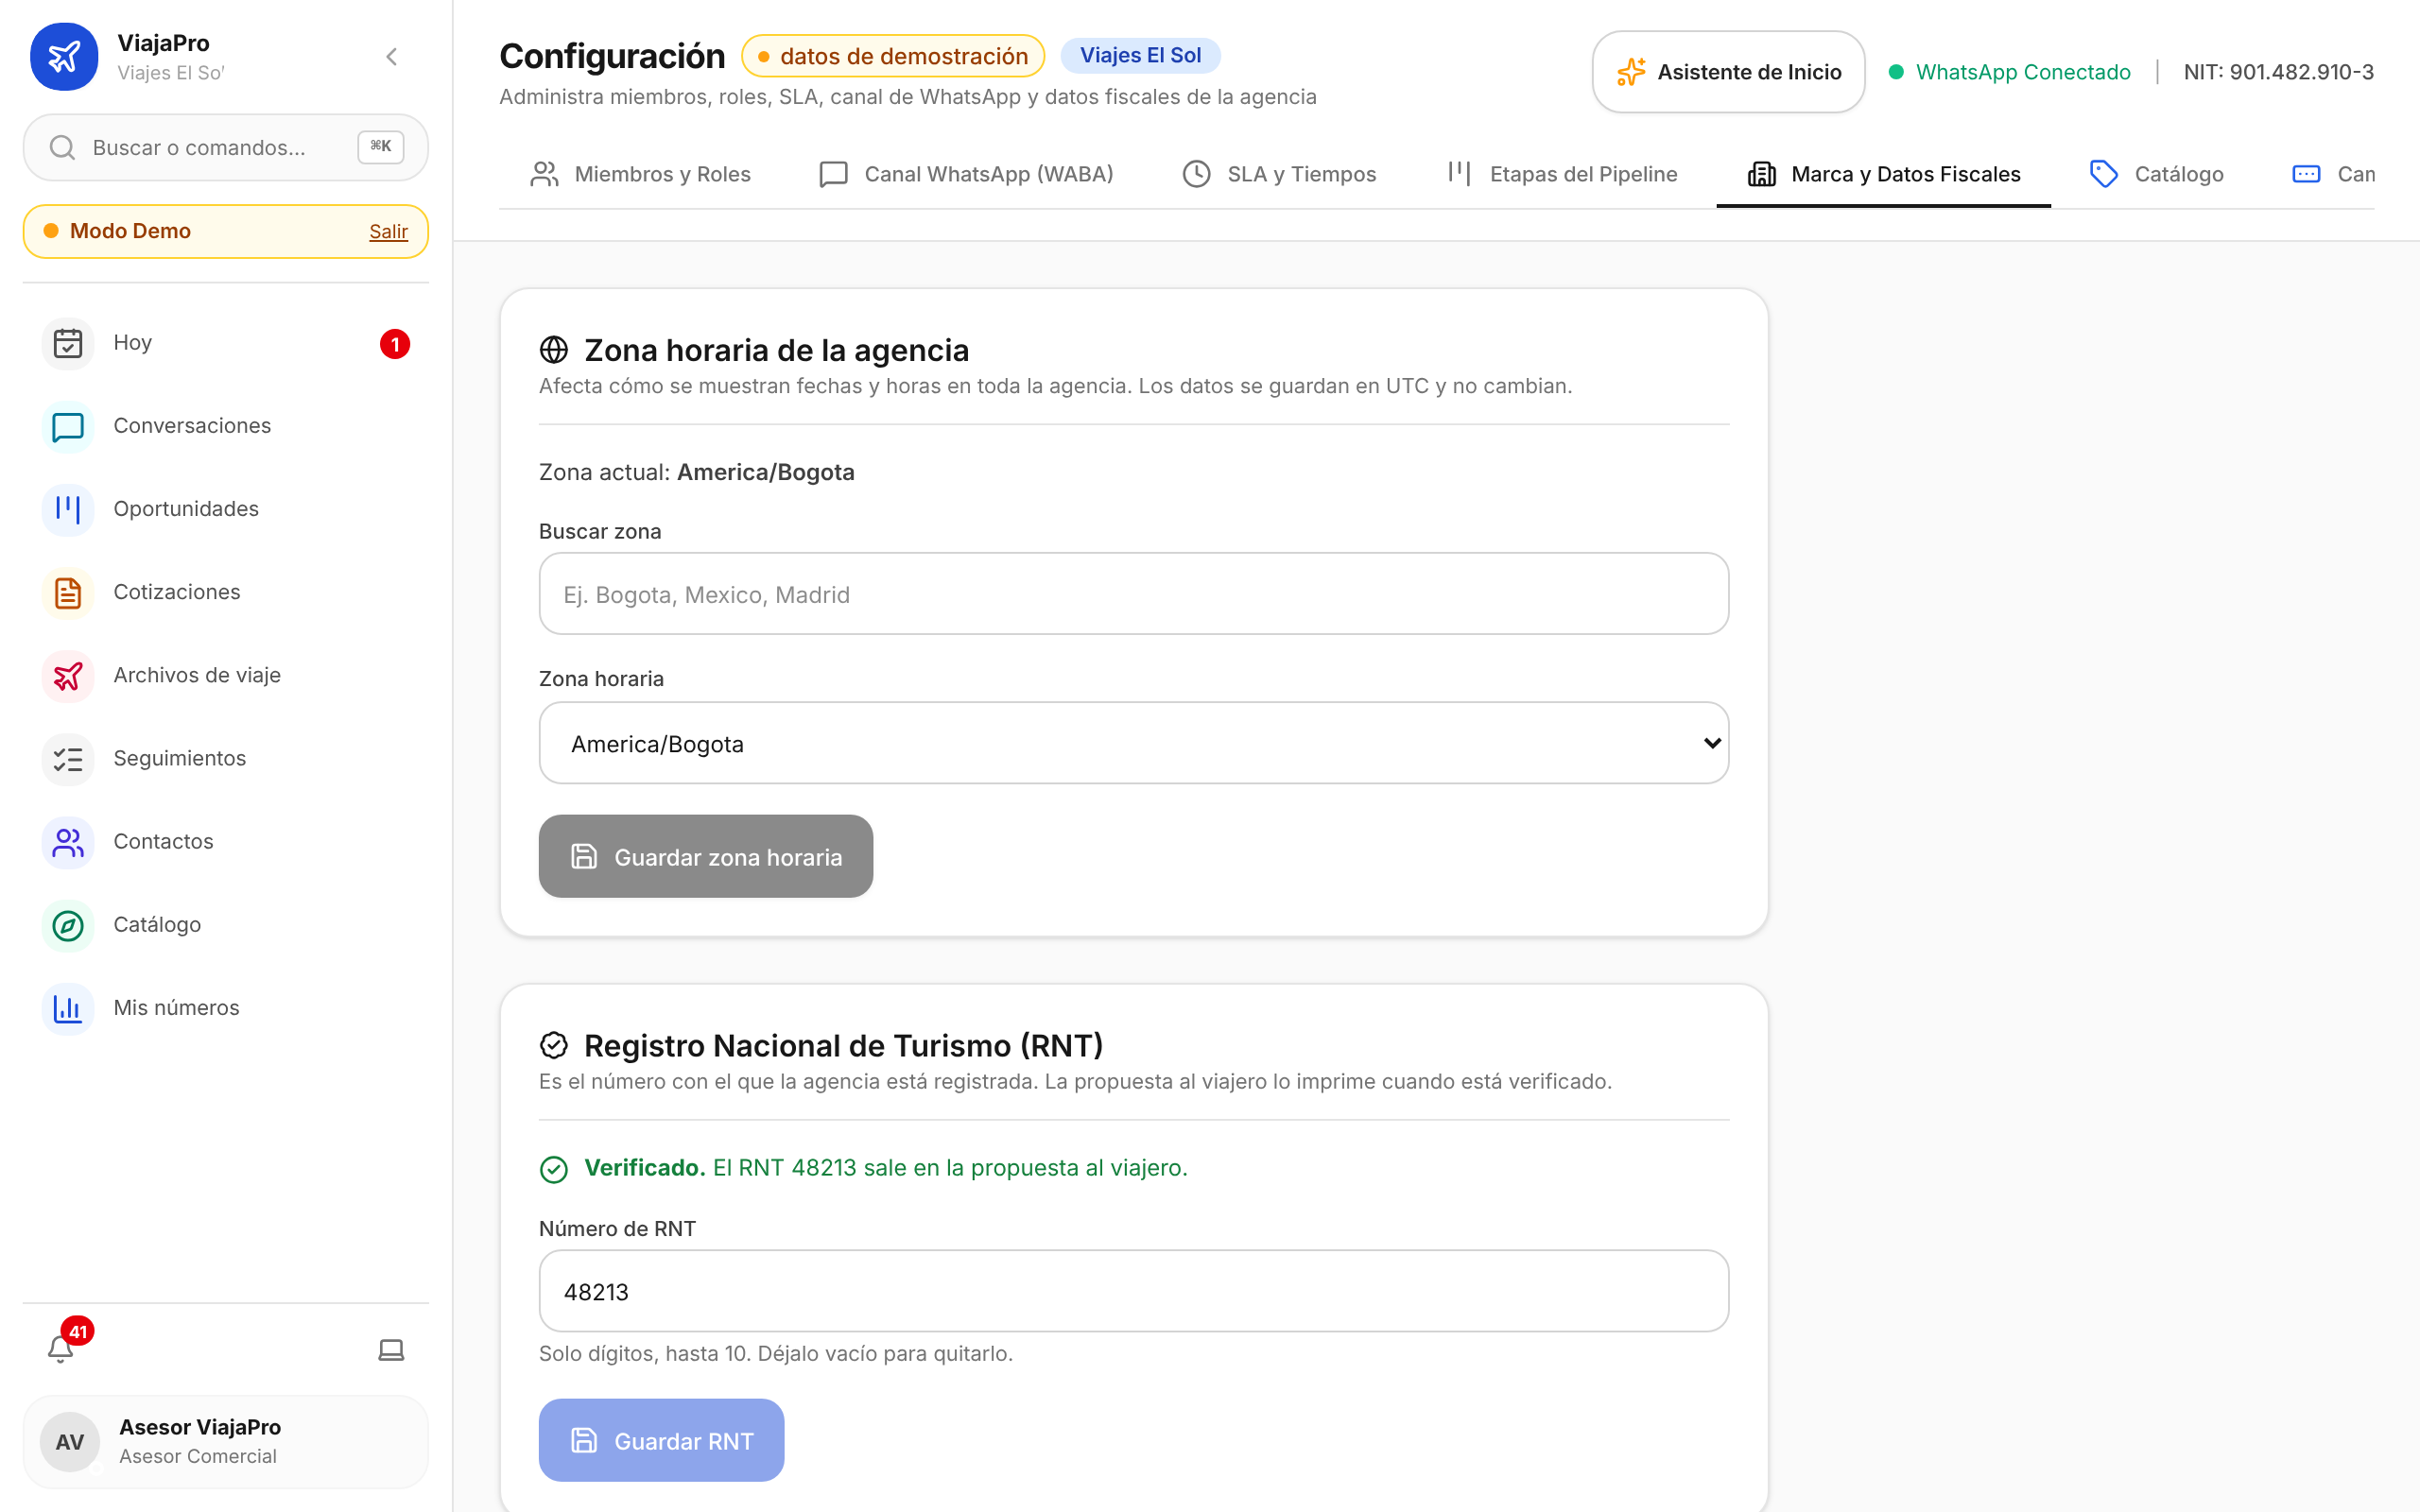 ViajaPro
Viajes El So
Buscar o comandos...
⌘K
Modo Demo
Salir
Hoy
1
Conversaciones
Oportunidades
Cotizaciones
Archivos de viaje
Seguimientos
Contactos
Catálogo
Mis números
41
AV
Asesor ViajaPro
Asesor Comercial
Configuración
datos de demostración
Viajes El Sol
Administra miembros, roles, SLA, canal de WhatsApp y datos fiscales de la agencia
Asistente de Inicio
WhatsApp Conectado
NIT: 901.482.910-3
Miembros y Roles
Canal WhatsApp (WABA)
SLA y Tiempos
Etapas del Pipeline
Marca y Datos Fiscales
Catálogo
Zona horaria de la agencia
Afecta cómo se muestran fechas y horas en toda la agencia. Los datos se guardan en UTC y no cambian.
Zona actual: America/Bogota
Buscar zona
Ej. Bogota, Mexico, Madrid
Zona horaria
America/Bogota
Guardar zona horaria
Registro Nacional de Turismo (RNT)
Es el número con el que la agencia está registrada. La propuesta al viajero lo imprime cuando está verificado.
Verificado. El RNT 48213 sale en la propuesta al viajero.
Número de RNT
48213
Solo dígitos, hasta 10. Déjalo vacío para quitarlo.
Guardar RNT